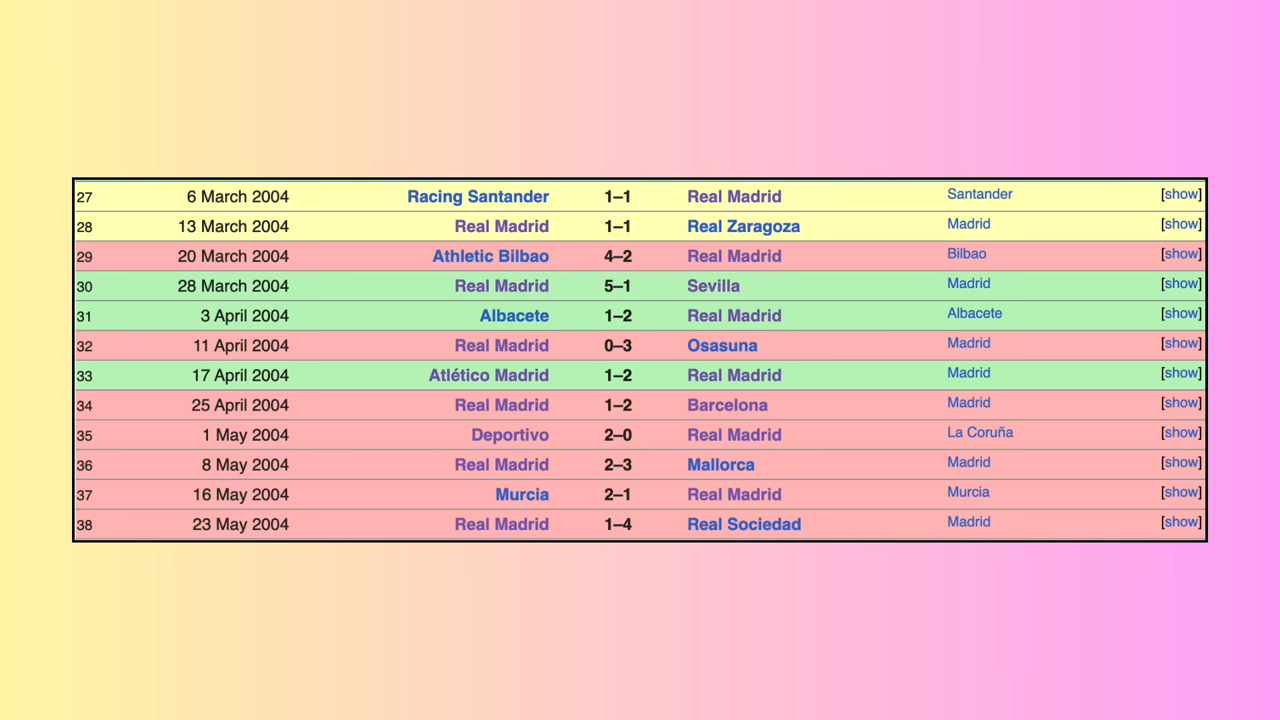 27 6 March 2004 Racing Santander 1–1 Real Madrid Santander [show]
28 13 March 2004 Real Madrid 1–1 Real Zaragoza Madrid [show]
29 20 March 2004 Athletic Bilbao 4–2 Real Madrid Bilbao [show]
30 28 March 2004 Real Madrid 5–1 Sevilla Madrid [show]
31 3 April 2004 Albacete 1–2 Real Madrid Albacete [show]
32 11 April 2004 Real Madrid 0–3 Osasuna Madrid [show]
33 17 April 2004 Atlético Madrid 1–2 Real Madrid Madrid [show]
34 25 April 2004 Real Madrid 1–2 Barcelona Madrid [show]
35 1 May 2004 Deportivo 2–0 Real Madrid La Coruña [show]
36 8 May 2004 Real Madrid 2–3 Mallorca Madrid [show]
37 16 May 2004 Murcia 2–1 Real Madrid Murcia [show]
38 23 May 2004 Real Madrid 1–4 Real Sociedad Madrid [show]